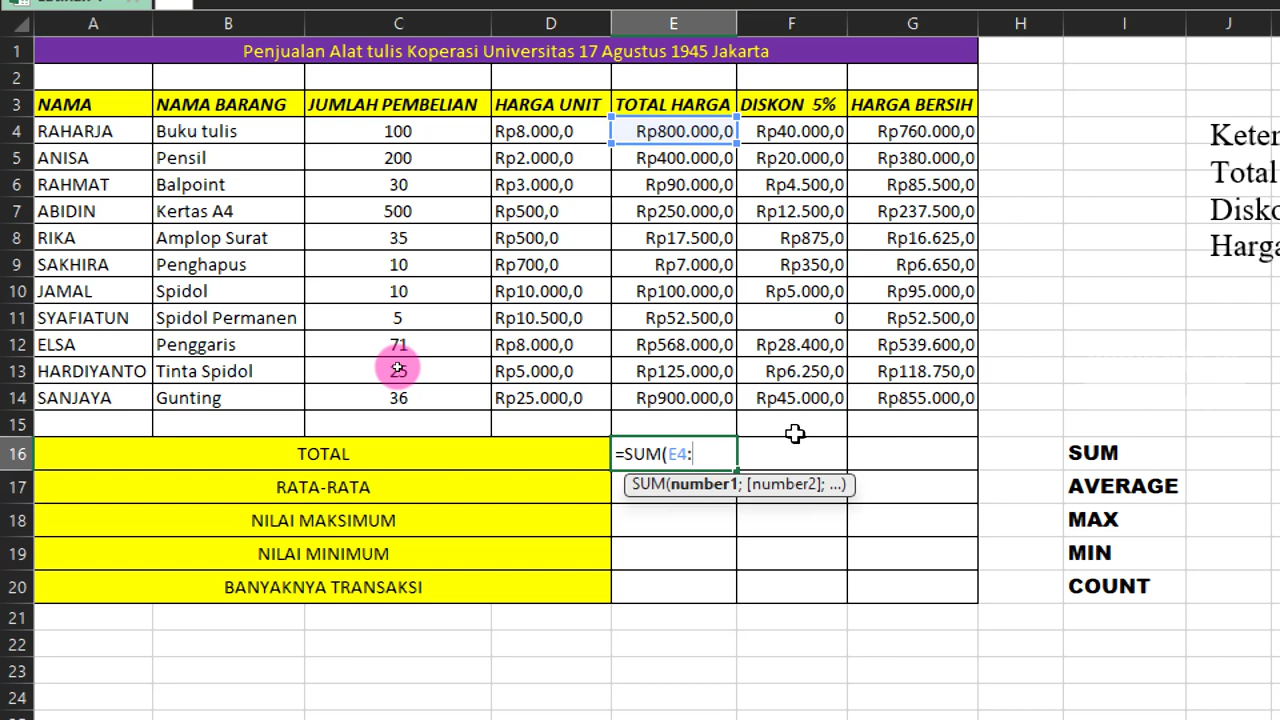 A B C D E F G H I J
1 Penjualan Alat tulis Koperasi Universitas 17 Agustus 1945 Jakarta
2
3 NAMA NAMA BARANG JUMLAH PEMBELIAN HARGA UNIT TOTAL HARGA DISKON 5% HARGA BERSIH
4 RAHARJA Buku tulis 100 Rp8.000,0 Rp800.000,0 Rp40.000,0 Rp760.000,0 Keter
5 ANISA Pensil 200 Rp2.000,0 Rp400.000,0 Rp20.000,0 Rp380.000,0 Total
6 RAHMAT Balpoint 30 Rp3.000,0 Rp90.000,0 Rp4.500,0 Rp85.500,0
7 ABIDIN Kertas A4 500 Rp500,0 Rp250.000,0 Rp12.500,0 Rp237.500,0 Disko
8 RIKA Amplop Surat 35 Rp500,0 Rp17.500,0 Rp875,0 Rp16.625,0 Harga
9 SAKHIRA Penghapus 10 Rp700,0 Rp7.000,0 Rp350,0 Rp6.650,0
10 JAMAL Spidol 10 Rp10.000,0 Rp100.000,0 Rp5.000,0 Rp95.000,0
11 SYAFIATUN Spidol Permanen 5 Rp10.500,0 Rp52.500,0 0 Rp52.500,0
12 ELSA Penggaris 71 Rp8.000,0 Rp568.000,0 Rp28.400,0 Rp539.600,0
13 HARDIYANTO Tinta Spidol 25 Rp5.000,0 Rp125.000,0 Rp6.250,0 Rp118.750,0
14 SANJAYA Gunting 36 Rp25.000,0 Rp900.000,0 Rp45.000,0 Rp855.000,0
15
16 TOTAL =SUM(E4: SUM
SUM(number1; [number2]; ...)
17 RATA-RATA AVERAGE
18 NILAI MAKSIMUM MAX
19 NILAI MINIMUM MIN
20 BANYAKNYA TRANSAKSI COUNT
21
22
23
24